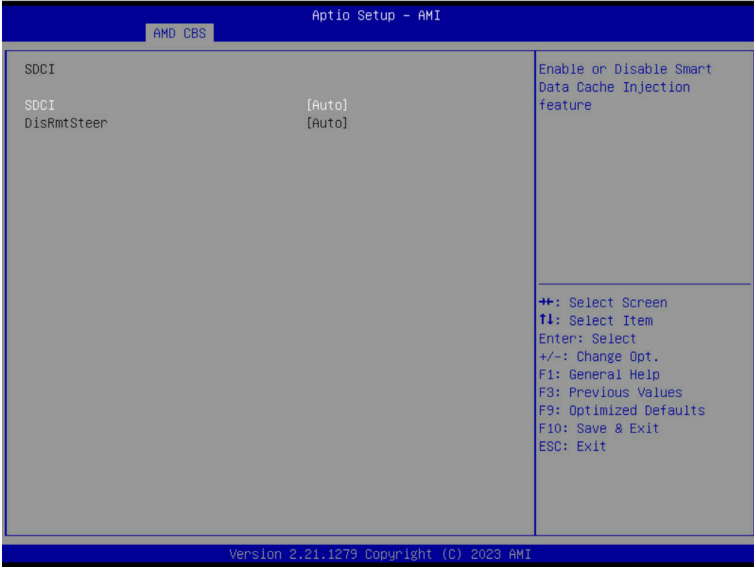 Aptio Setup – AMI
AMD CBS
SDCI
SDCI [Auto]
DisRmtSteer [Auto]
Enable or Disable Smart
Data Cache Injection
feature
→←: Select Screen
↑↓: Select Item
Enter: Select
+/-: Change Opt.
F1: General Help
F3: Previous Values
F9: Optimized Defaults
F10: Save & Exit
ESC: Exit
Version 2.21.1279 Copyright (C) 2023 AMI